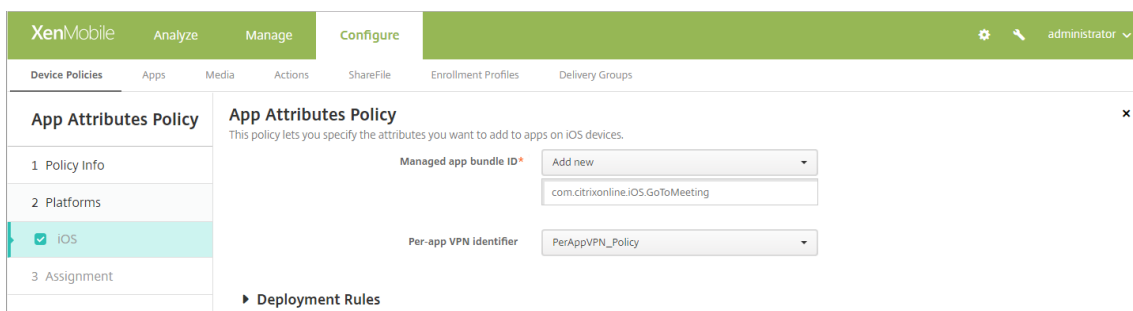 XenMobile Analyze Manage Configure administrator
Device Policies Apps Media Actions ShareFile Enrollment Profiles Delivery Groups
App Attributes Policy
1 Policy Info
2 Platforms
iOS
3 Assignment
App Attributes Policy
This policy lets you specify the attributes you want to add to apps on iOS devices.
Managed app bundle ID* Add new
com.citrixonline.iOS.GoToMeeting
Per-app VPN identifier PerAppVPN_Policy
Deployment Rules